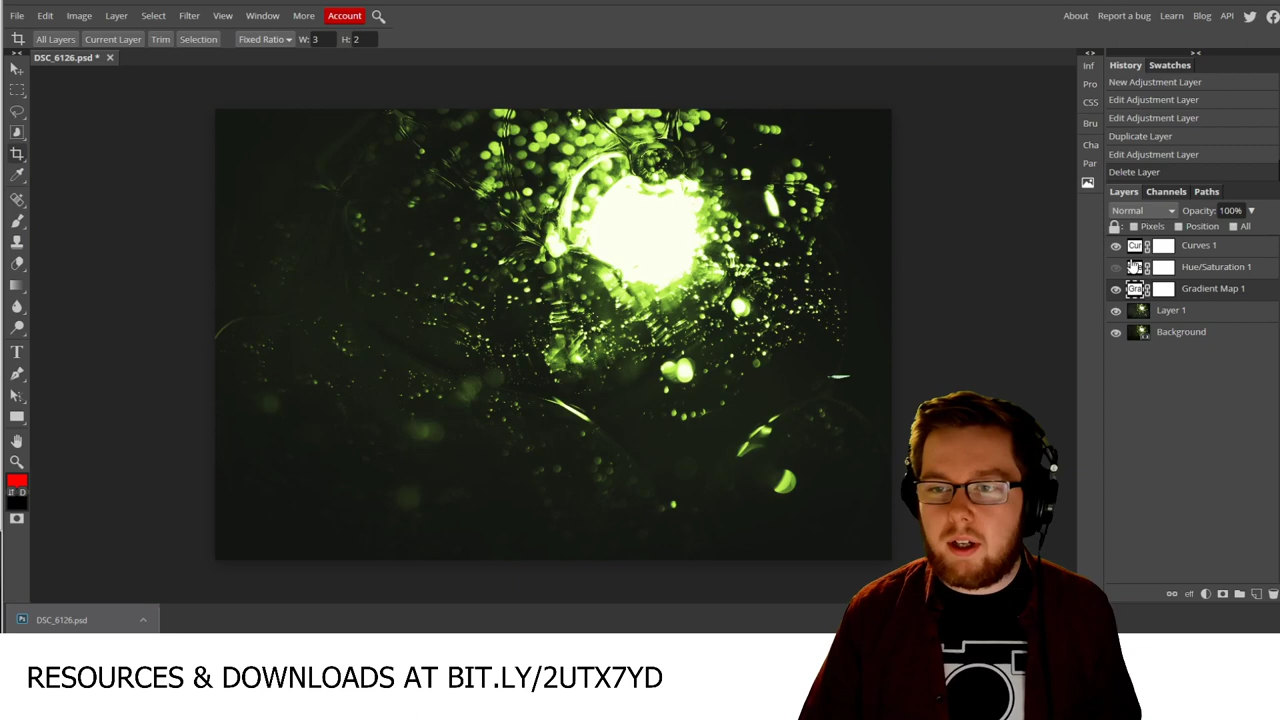 File Edit Image Layer Select Filter View Window More Account
About Report a bug Learn Blog API
All Layers Current Layer Trim Selection Fixed Ratio W: 3 H: 2
DSC_6126.psd *
Inf
Pro
CSS
Bru
Cha
Par
History Swatches
New Adjustment Layer
Edit Adjustment Layer
Edit Adjustment Layer
Duplicate Layer
Edit Adjustment Layer
Delete Layer
Layers Channels Paths
Normal Opacity: 100%
Pixels Position All
Cur Curves 1
Hue/Saturation 1
Gra Gradient Map 1
Layer 1
Background
eff
T
D
Ps DSC_6126.psd
RESOURCES & DOWNLOADS AT BIT.LY/2UTX7YD